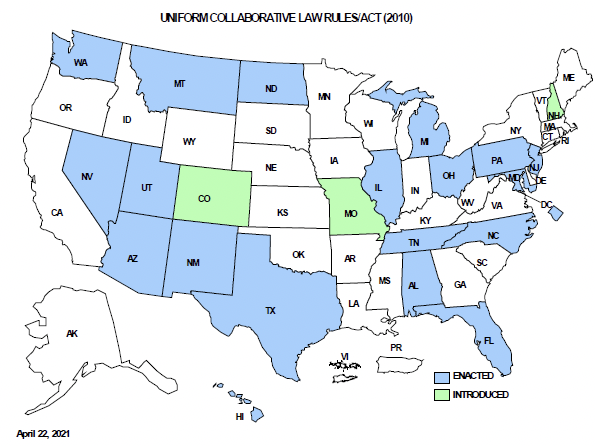 UNIFORM COLLABORATIVE LAW RULES/ACT (2010)
WA
MT
ND
MN
ME
VT
NH
OR
ID
WI
SD
NY
MA
CT
RI
WY
MI
IA
PA
NJ
NE
NV
UT
IL
IN
OH
MD
DE
CO
WV
VA
DC
CA
KS
MO
KY
NC
TN
OK
AZ
NM
AR
SC
MS
AL
GA
TX
LA
AK
FL
VI
PR
ENACTED
INTRODUCED
HI
April 22, 2021